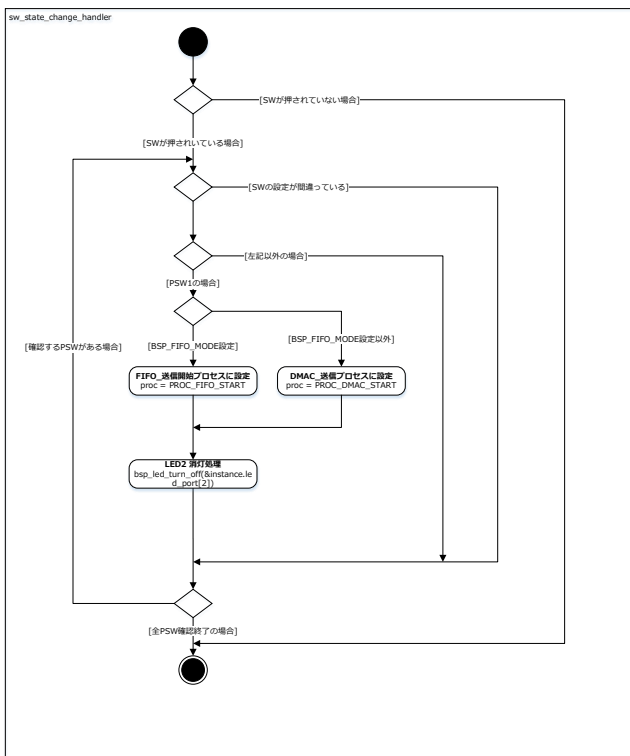 sw_state_change_handler
[SWが押されていない場合]
[SWが押されいている場合]
[SWの設定が間違っている]
[左記以外の場合]
[PSW1の場合]
[確認するPSWがある場合]
[BSP_FIFO_MODE設定]
[BSP_FIFO_MODE設定以外]
FIFO_送信開始プロセスに設定
proc = PROC_FIFO_START
DMAC_送信プロセスに設定
proc = PROC_DMAC_START
LED2 消灯処理
bsp_led_turn_off(&instance.le
d_port[2])
[全PSW確認終了の場合]